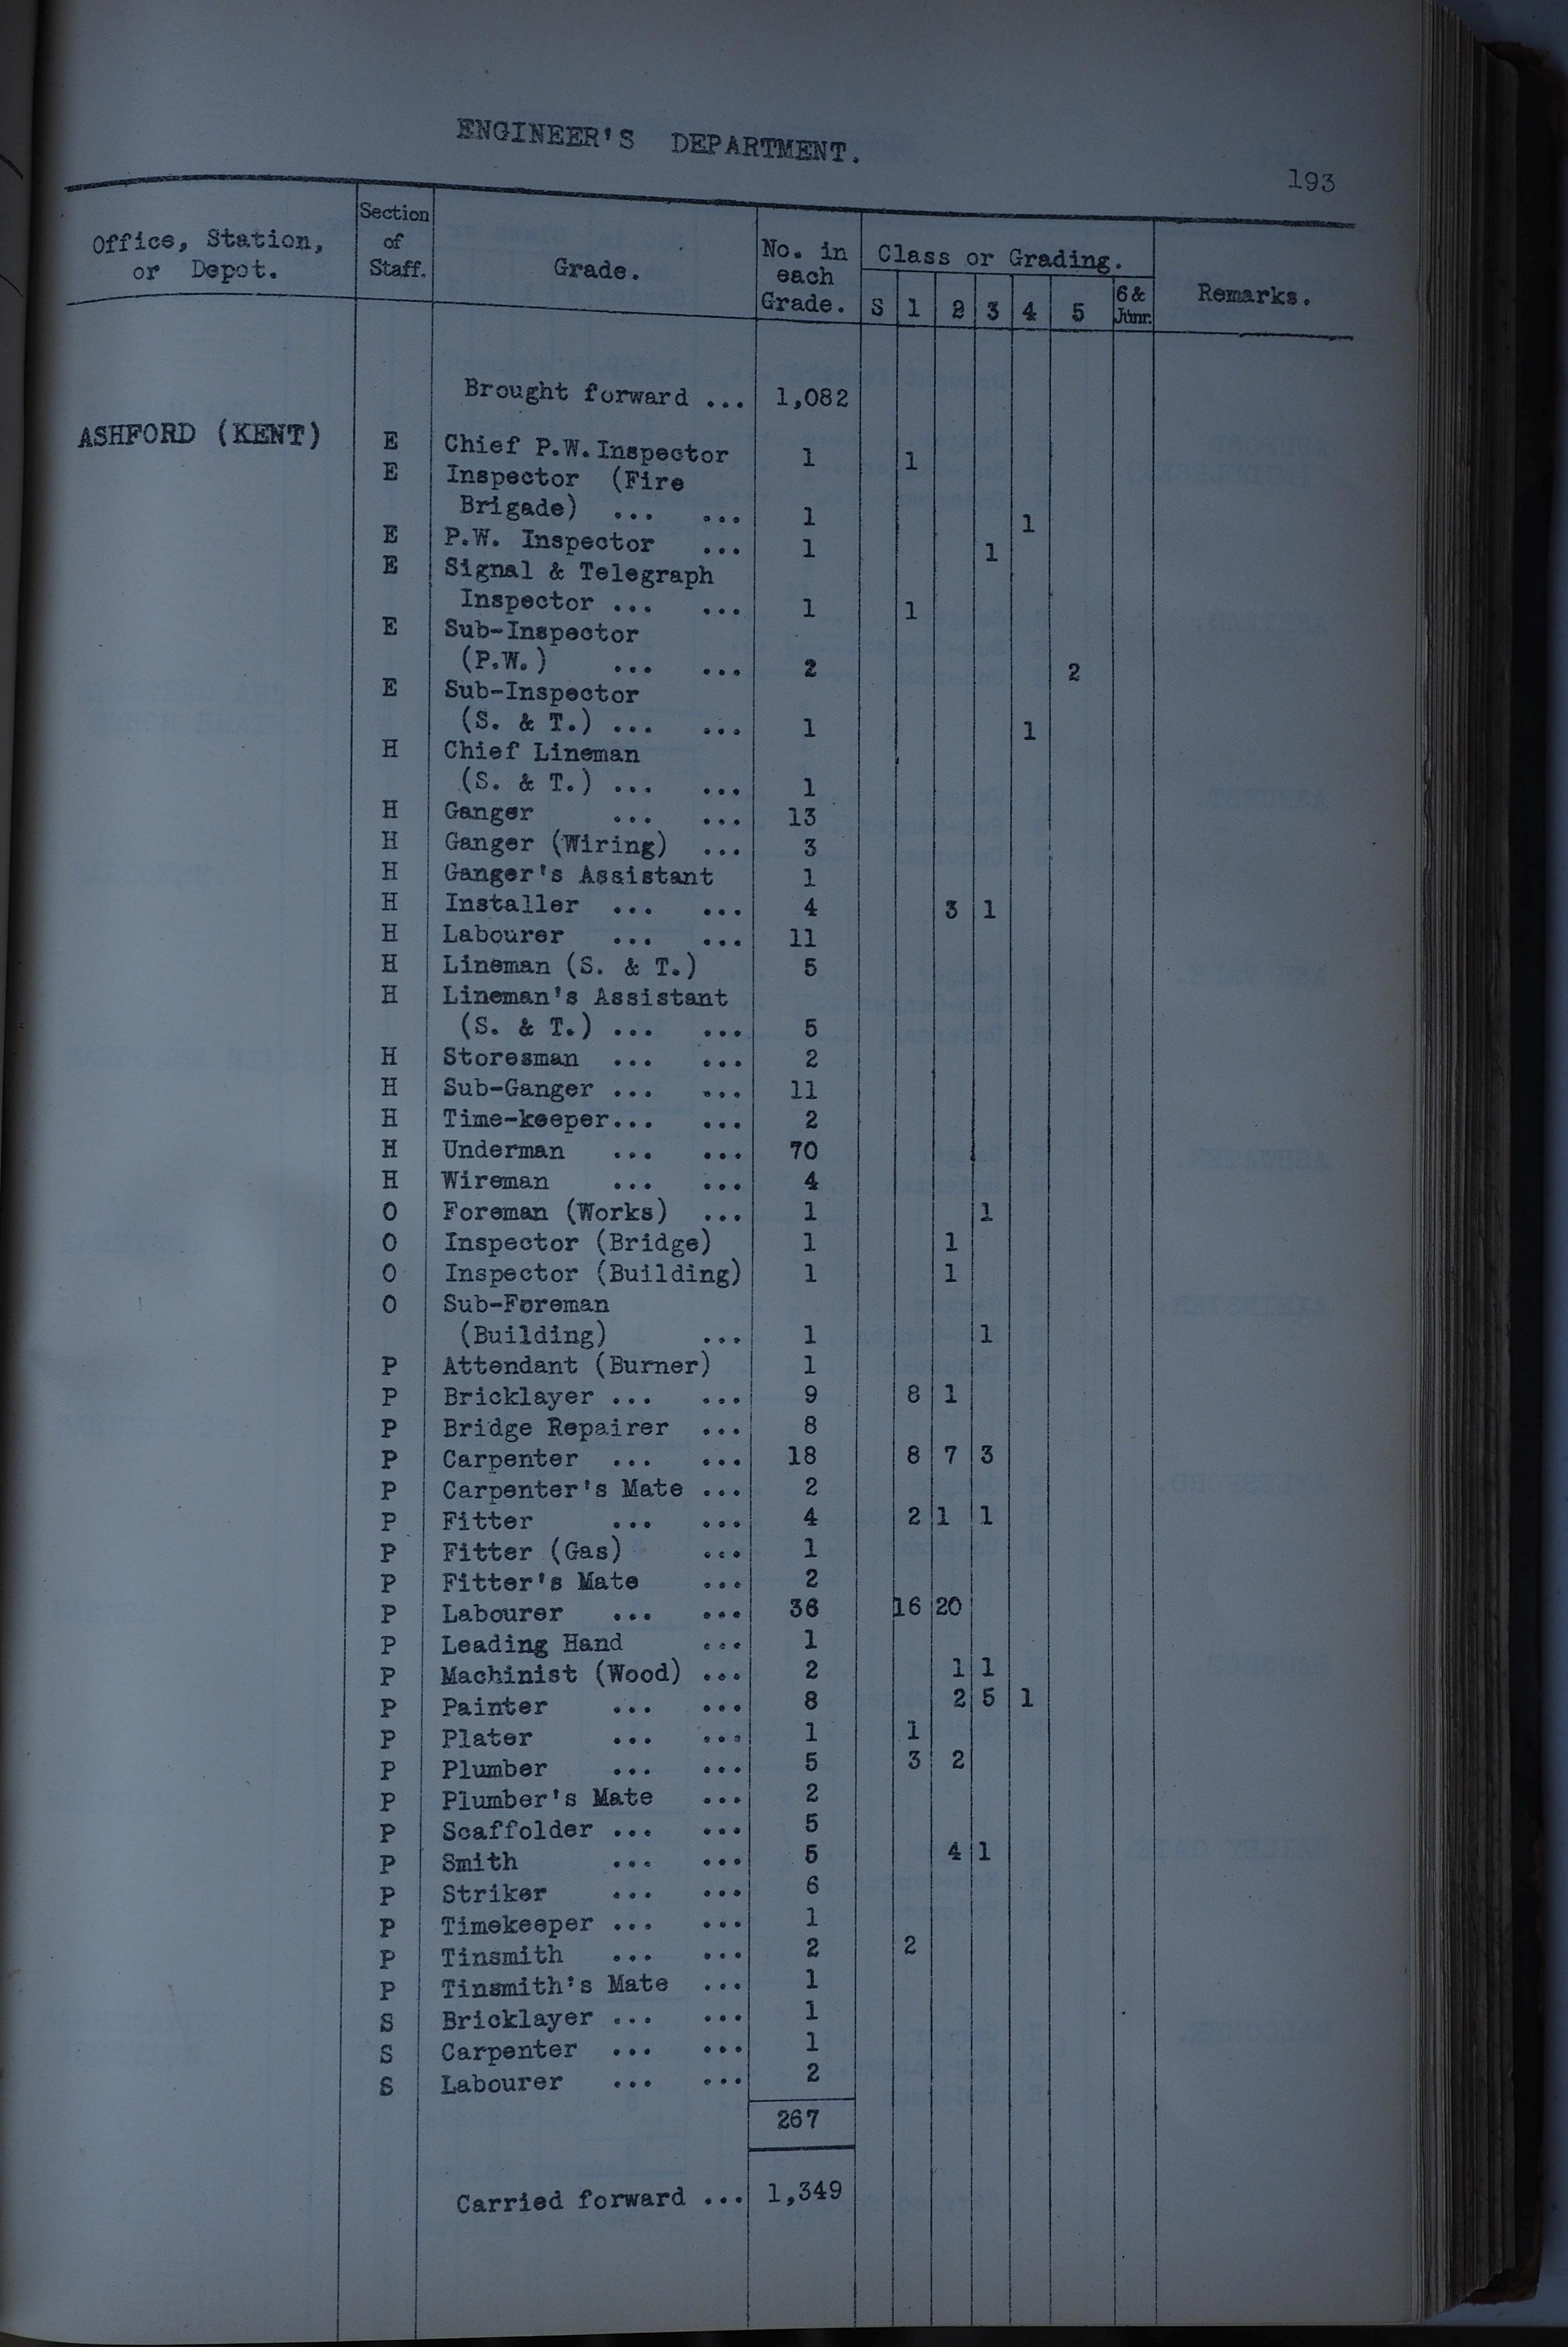 ENGINEER'S DEPARTMENT.
193
Office, Station, or Depot. Section of Staff. Grade. No. in each Grade. Class or Grading. S 1 2 3 4 5 6 & Junr. Remarks.
Brought forward ... 1,082
ASHFORD (KENT) E Chief P.W. Inspector 1 1
E Inspector (Fire
Brigade) ... ... 1 1
E P.W. Inspector ... 1 1
E Signal & Telegraph
Inspector ... ... 1 1
E Sub-Inspector
(P.W.) ... ... 2 2
E Sub-Inspector
(S. & T.) ... ... 1 1
H Chief Lineman
(S. & T.) ... ... 1
H Ganger ... ... 13
H Ganger (Wiring) ... 3
H Ganger's Assistant 1
H Installer ... ... 4 3 1
H Labourer ... ... 11
H Lineman (S. & T.) 5
H Lineman's Assistant
(S. & T.) ... ... 5
H Storesman ... ... 2
H Sub-Ganger ... ... 11
H Time-keeper... ... 2
H Underman ... ... 70
H Wireman ... ... 4
O Foreman (Works) ... 1 1
O Inspector (Bridge) 1 1
O Inspector (Building) 1 1
O Sub-Foreman
(Building) ... 1 1
P Attendant (Burner) 1
P Bricklayer ... ... 9 8 1
P Bridge Repairer ... 8
P Carpenter ... ... 18 8 7 3
P Carpenter's Mate ... 2
P Fitter ... ... 4 2 1 1
P Fitter (Gas) ... 1
P Fitter's Mate ... 2
P Labourer ... ... 36 16 20
P Leading Hand ... 1
P Machinist (Wood) ... 2 1 1
P Painter ... ... 8 2 5 1
P Plater ... ... 1 1
P Plumber ... ... 5 3 2
P Plumber's Mate ... 2
P Scaffolder ... ... 5
P Smith ... ... 5 4 1
P Striker ... ... 6
P Timekeeper ... ... 1
P Tinsmith ... ... 2 2
P Tinsmith's Mate ... 1
S Bricklayer ... ... 1
S Carpenter ... ... 1
S Labourer ... ... 2
267
Carried forward ... 1,349